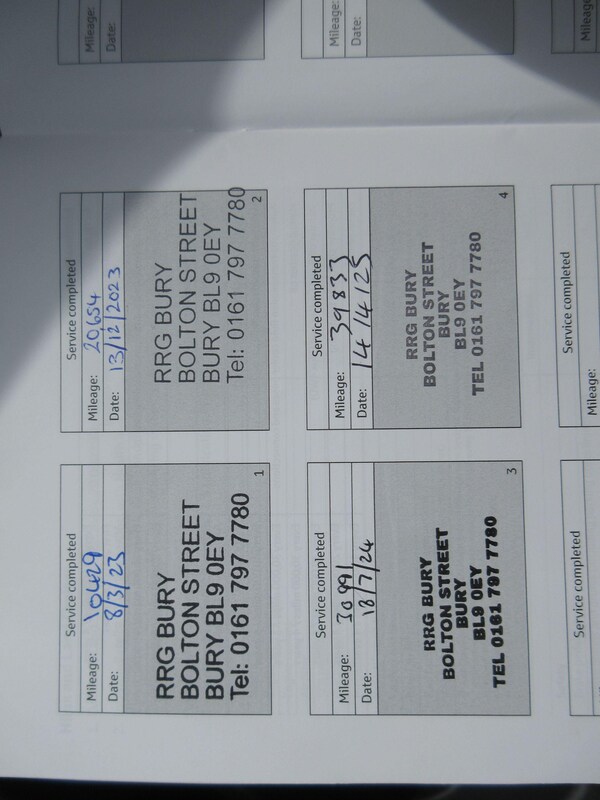 Service completed
Mileage: 10429
Date: 8/3/23
RRG BURY
BOLTON STREET
BURY BL9 0EY
Tel: 0161 797 7780
1
Service completed
Mileage: 20,654
Date: 13/12/2023
RRG BURY
BOLTON STREET
BURY BL9 0EY
Tel: 0161 797 7780
2
Service completed
Mileage: 30991
Date: 18/7/24
RRG BURY
BOLTON STREET
BURY
BL9 0EY
TEL 0161 797 7780
3
Service completed
Mileage: 39833
Date: 14/4/25
RRG BURY
BOLTON STREET
BURY
BL9 0EY
TEL 0161 797 7780
4
Mileage:
Date:
Mileage:
Date:
Mileage
Service completed
Service completed
Mileage: